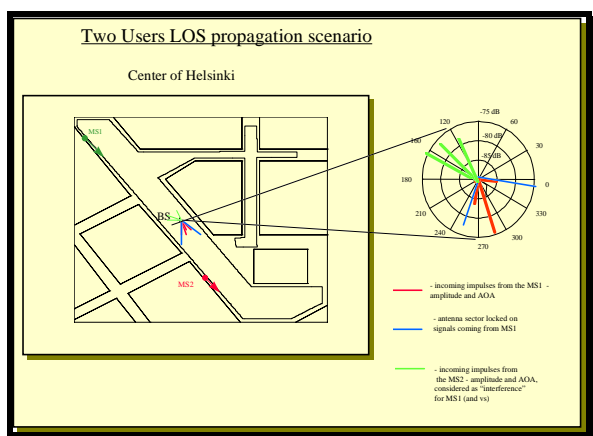 Two Users LOS propagation scenario
Center of Helsinki
MS1
BS
MS2
-75 dB
120
60
-80 dB
160
30
-85 dB
180
0
210
330
240
300
270
- incoming impulses from the MS1 -
amplitude and AOA
- antenna sector locked on
signals coming from MS1
- incoming impulses from
the MS2 - amplitude and AOA,
considered as “interference”
for MS1 (and vs)